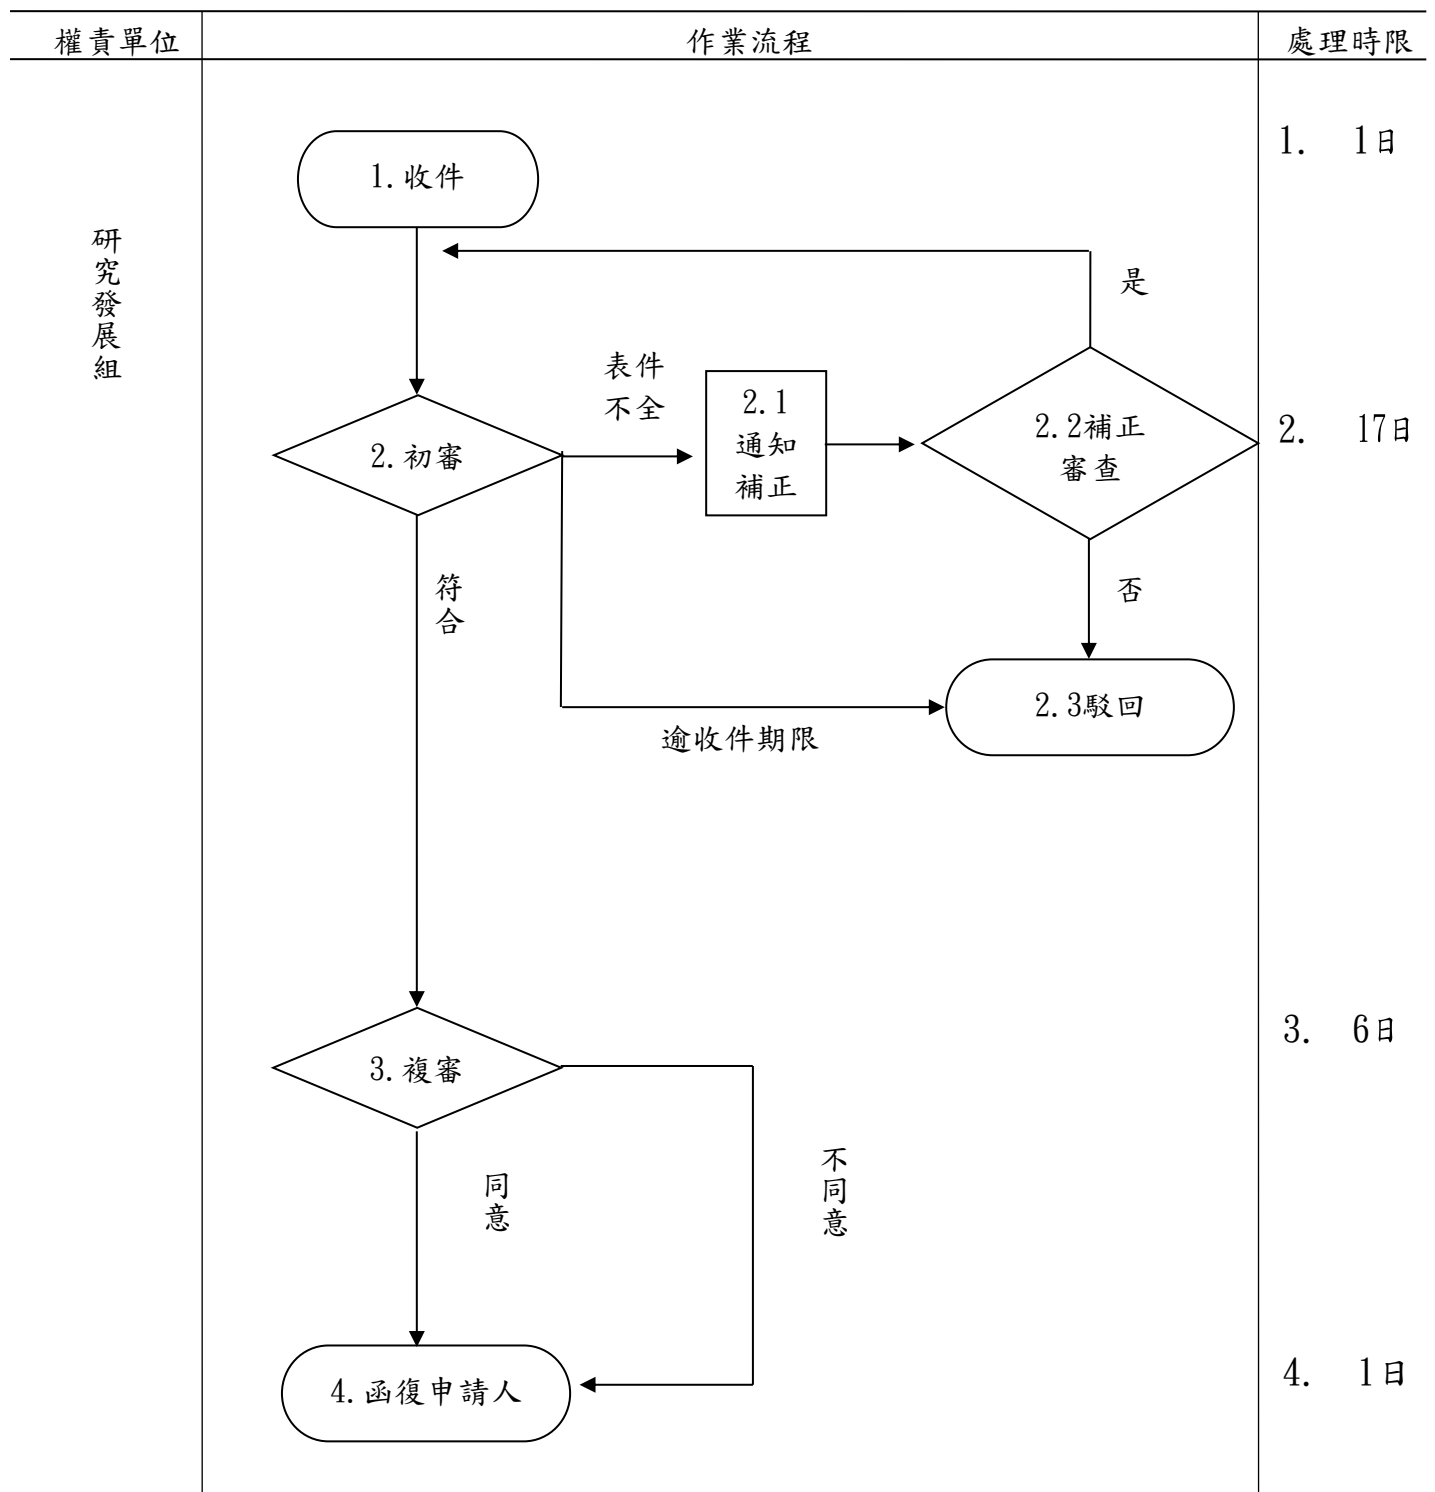 權責單位
作業流程
處理時限
研究發展組
1.收件
1. 1日
是
表件
不全
2.初審
2.1
通知
補正
2.2補正
審查
2. 17日
符合
否
2.3駁回
逾收件期限
3.複審
3. 6日
同意
不同意
4.函復申請人
4. 1日